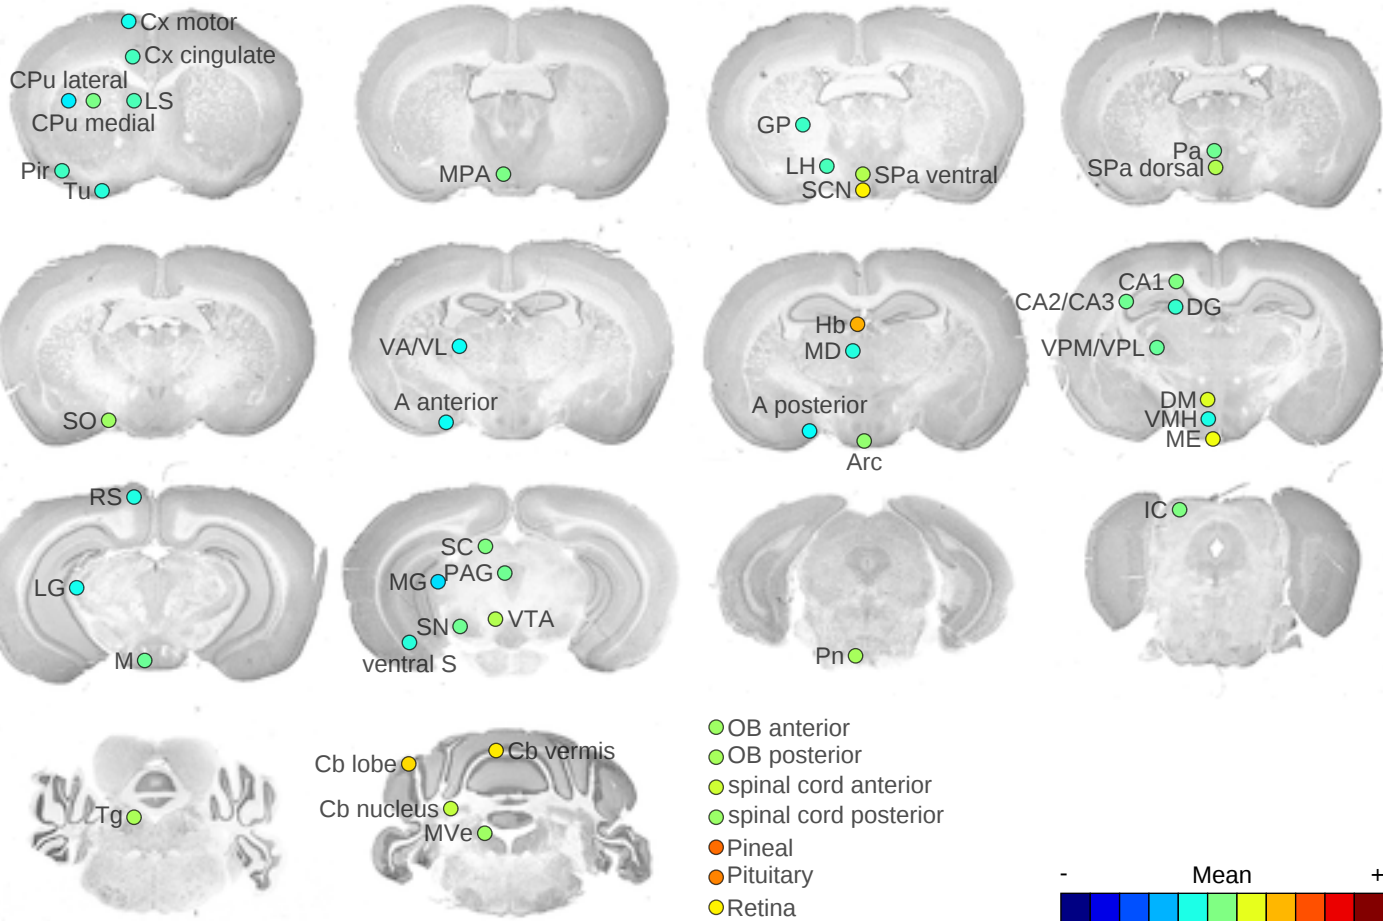 Cx motor
Cx cingulate
CPu lateral
LS
CPu medial
Pir
Tu
MPA
GP
LH
SPa ventral
SCN
Pa
SPa dorsal
SO
VA/VL
A anterior
Hb
MD
A posterior
Arc
CA1
CA2/CA3
DG
VPM/VPL
DM
VMH
ME
RS
LG
M
SC
MG
PAG
SN
VTA
ventral S
Pn
IC
Tg
Cb lobe
Cb vermis
Cb nucleus
MVe
OB anterior
OB posterior
spinal cord anterior
spinal cord posterior
Pineal
Pituitary
Retina
- Mean +